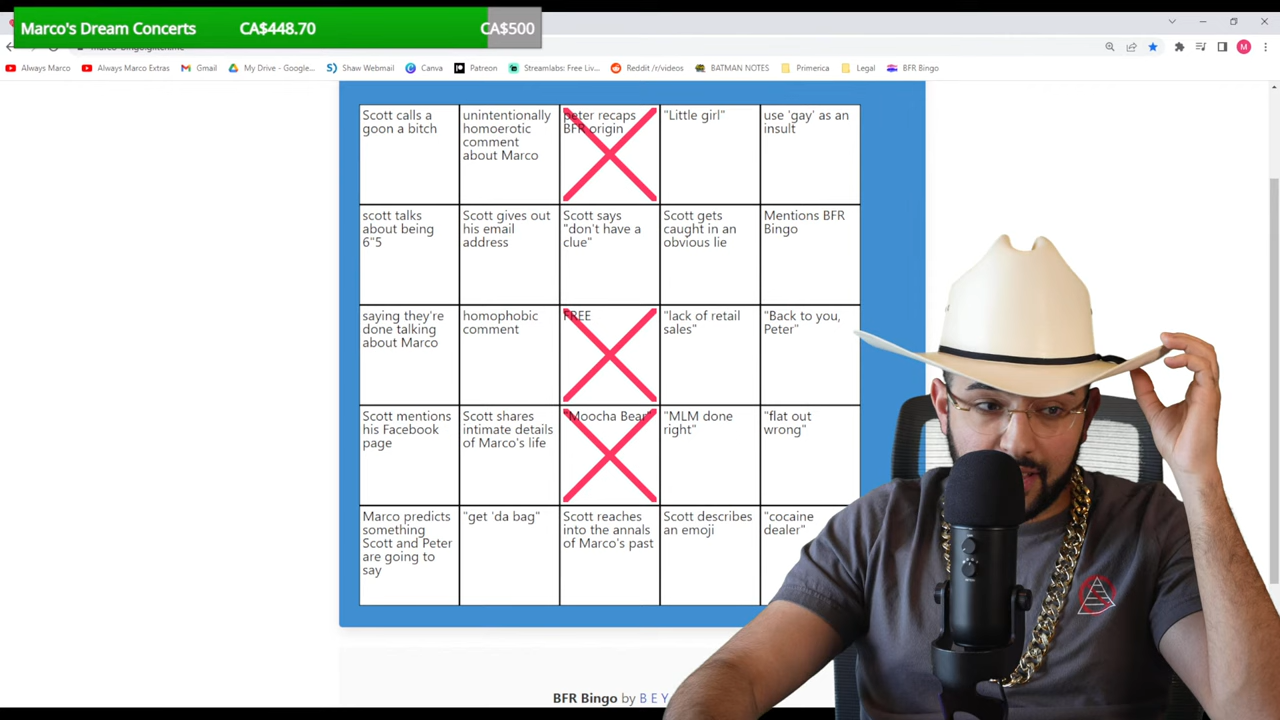 Marco's Dream Concerts CA$448.70 CA$500
Always Marco
Always Marco Extras
Gmail
My Drive - Google...
Shaw Webmail
Canva
Patreon
Streamlabs: Free Liv...
Reddit /r/videos
BATMAN NOTES
Primerica
Legal
BFR Bingo
M
Scott calls a
goon a bitch
unintentionally
homoerotic
comment
about Marco
peter recaps
BFR origin
"Little girl"
use 'gay' as an
insult
scott talks
about being
6"5
Scott gives out
his email
address
Scott says
"don't have a
clue"
Scott gets
caught in an
obvious lie
Mentions BFR
Bingo
saying they're
done talking
about Marco
homophobic
comment
FREE
"lack of retail
sales"
"Back to you,
Peter"
Scott mentions
his Facebook
page
Scott shares
intimate details
of Marco's life
"Moocha Bear"
"MLM done
right"
"flat out
wrong"
Marco predicts
something
Scott and Peter
are going to
say
"get 'da bag"
Scott reaches
into the annals
of Marco's past
Scott describes
an emoji
"cocaine
dealer"
BFR Bingo by B E Y